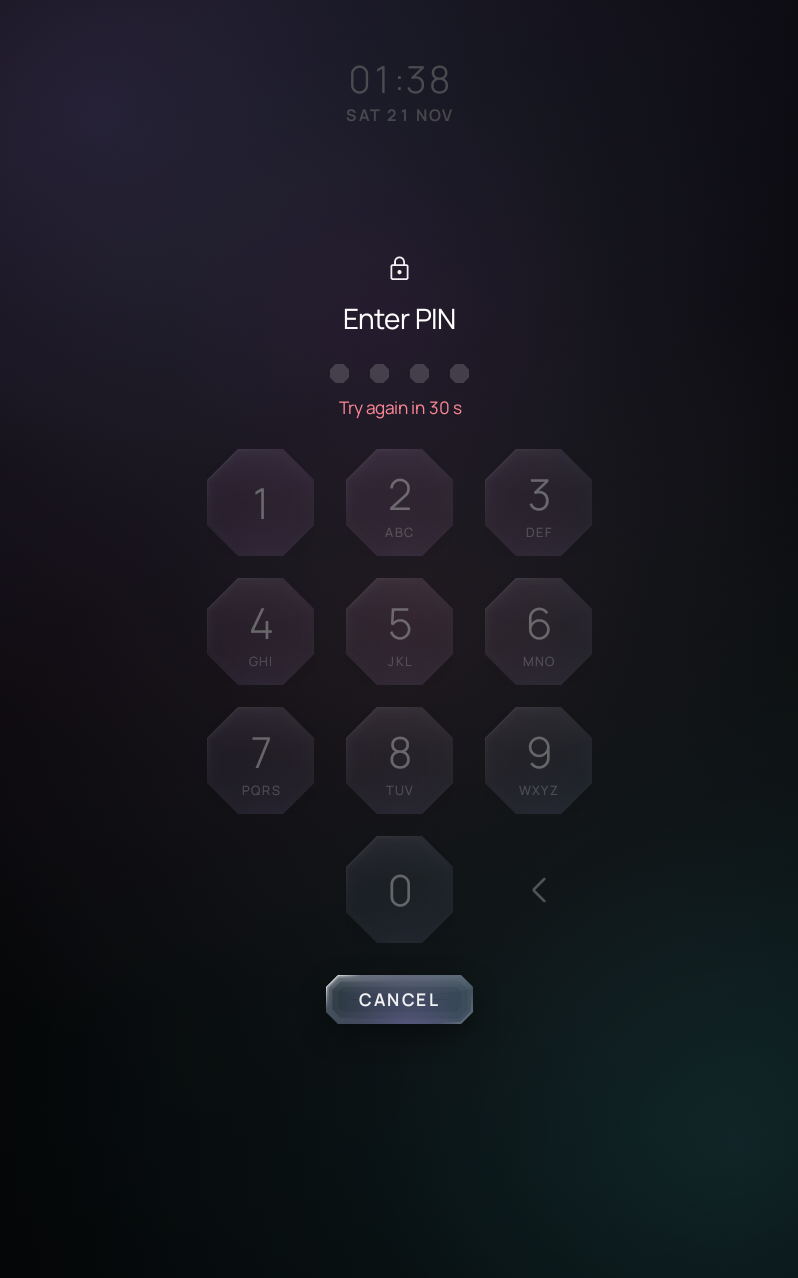 01:38
SAT 21 NOV
Enter PIN
Try again in 30 s
1
2
3
ABC
DEF
4
5
6
GHI
JKL
MNO
7
8
9
PQRS
TUV
WXYZ
0
CANCEL